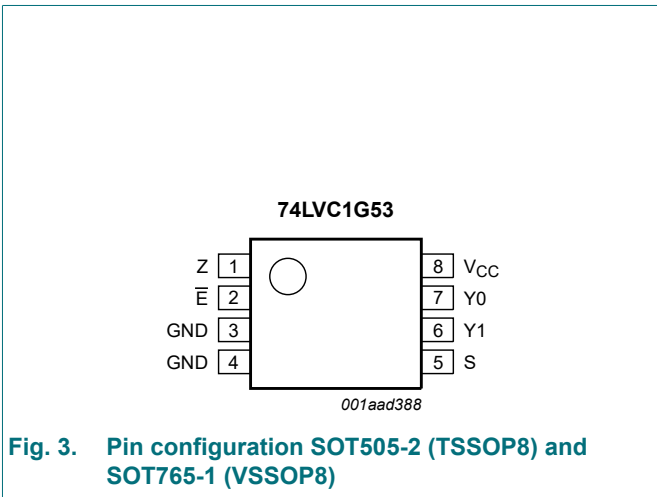 74LVC1G53
Z 1 8 VCC
E̅ 2 7 Y0
GND 3 6 Y1
GND 4 5 S
001aad388
Fig. 3. Pin configuration SOT505-2 (TSSOP8) and
SOT765-1 (VSSOP8)